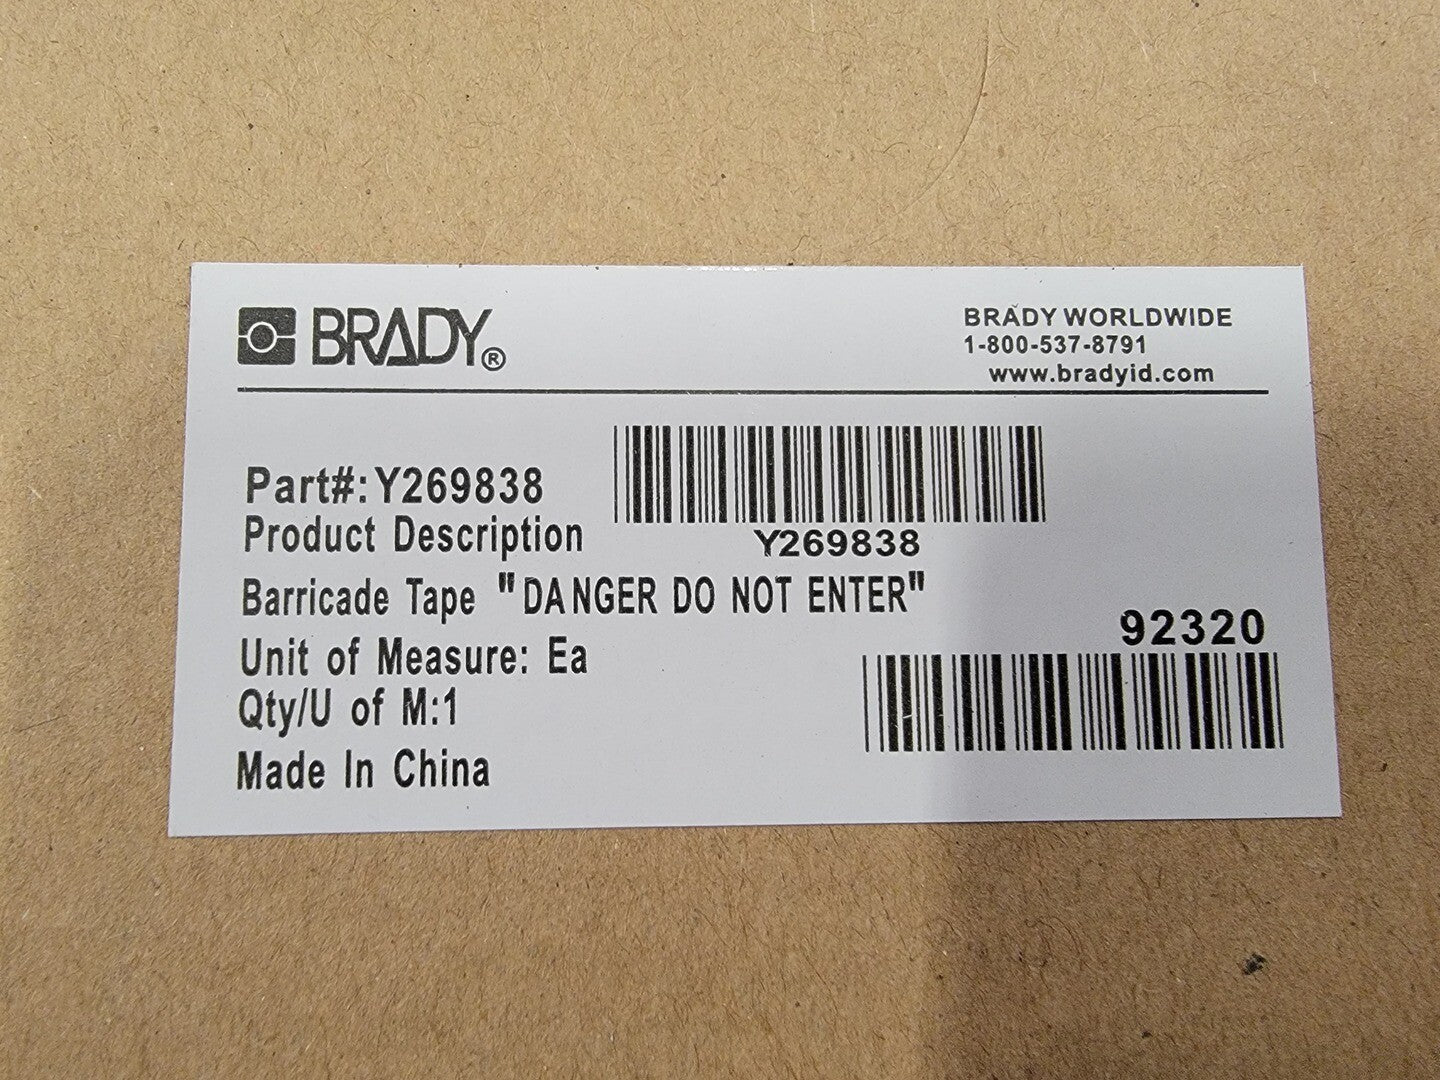 BRADY®
BRADY WORLDWIDE
1-800-537-8791
www.bradyid.com
Part#:Y269838
Y269838
Product Description
Barricade Tape "DANGER DO NOT ENTER"
92320
Unit of Measure: Ea
Qty/U of M:1
Made In China